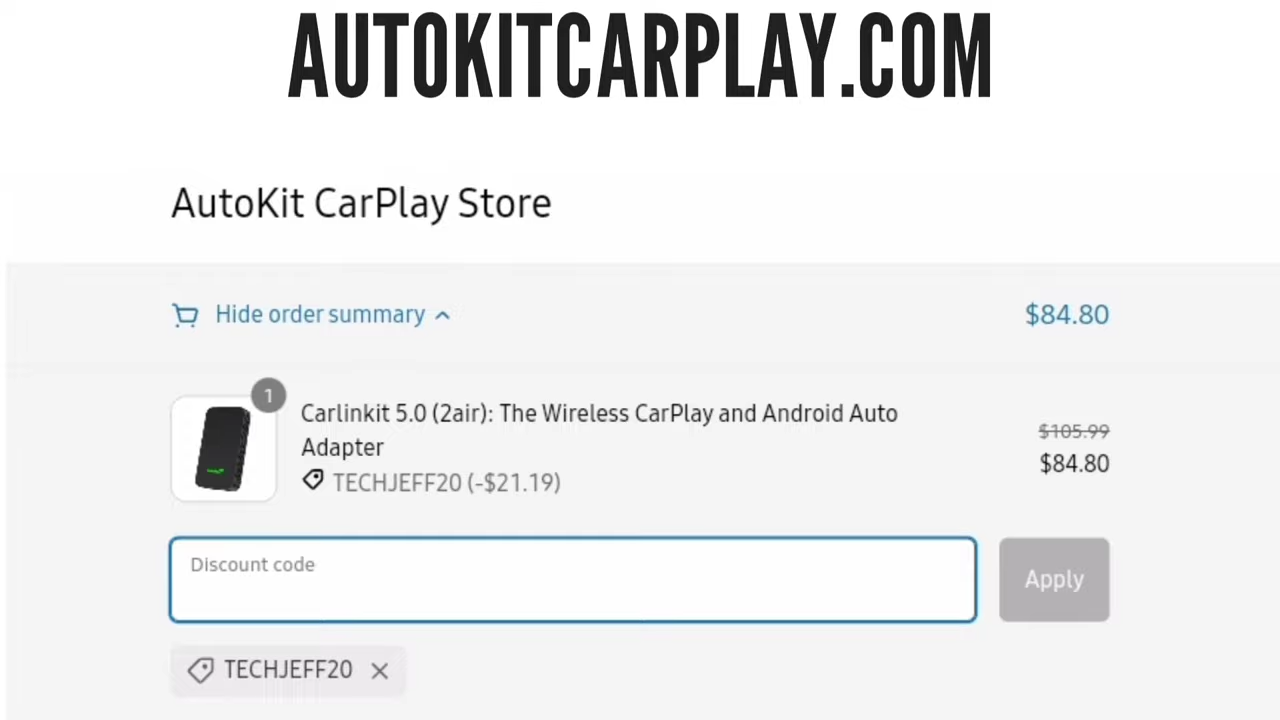 AUTOKITCARPLAY.COM
AutoKit CarPlay Store
Hide order summary
$84.80
1
Carlinkit 5.0 (2air): The Wireless CarPlay and Android Auto
Adapter
TECHJEFF20 (-$21.19)
$105.99
$84.80
Discount code
Apply
TECHJEFF20